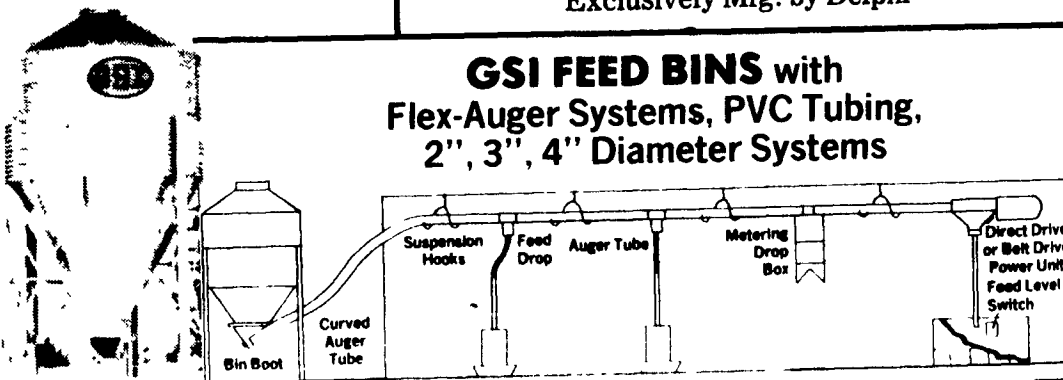 Exclusively Mfg. by Delphi
GSI
GSI FEED BINS with
Flex-Auger Systems, PVC Tubing,
2", 3", 4" Diameter Systems
Suspension
Hooks
Feed
Drop
Auger Tube
Metering
Drop
Box
Direct Drive
or Belt Drive
Power Unit
Feed Level
Switch
Curved
Auger
Tube
Bin Boot